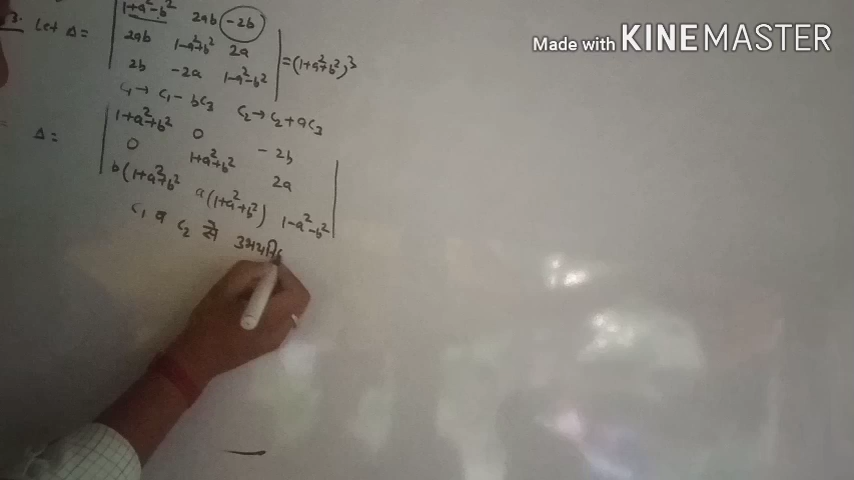 3. Let Δ = | 1+a²-b² 2ab -2b |
| 2ab 1-a²+b² 2a | = (1+a²+b²)³
| 2b -2a 1-a²-b² |
C₁ → C₁ - bC₃ C₂ → C₂ + aC₃
Δ = | 1+a²+b² 0 -2b |
| 0 1+a²+b² 2a |
| b(1+a²+b² a(1+a²+b²) 1-a²-b² |
C₁ व C₂ से उभयनि
Made with KINEMASTER